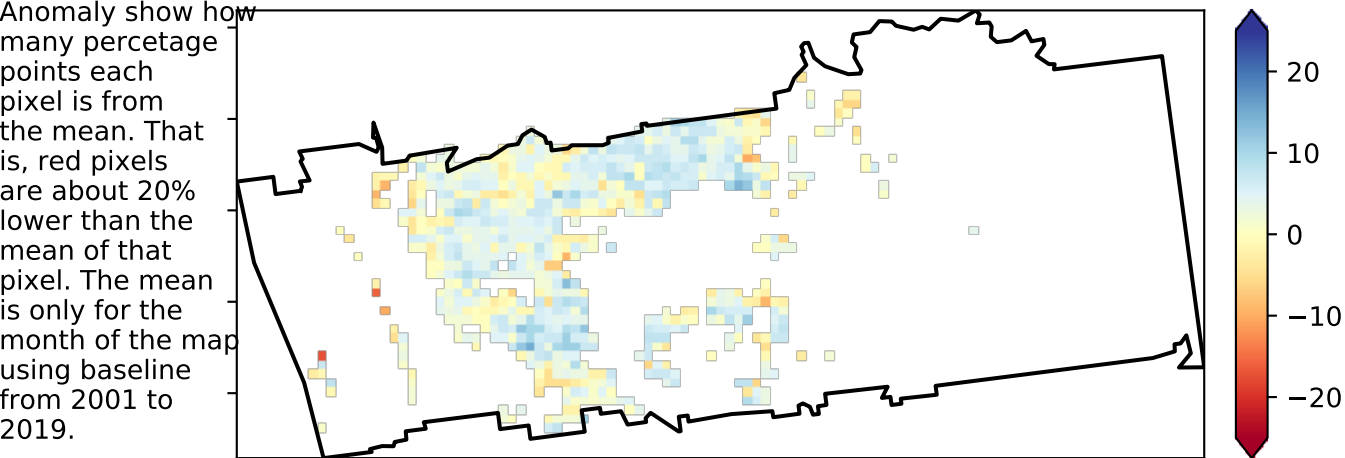 Anomaly show how
many percetage
points each
pixel is from
the mean. That
is, red pixels
are about 20%
lower than the
mean of that
pixel. The mean
is only for the
month of the map
using baseline
from 2001 to
2019.
20
10
0
−10
−20